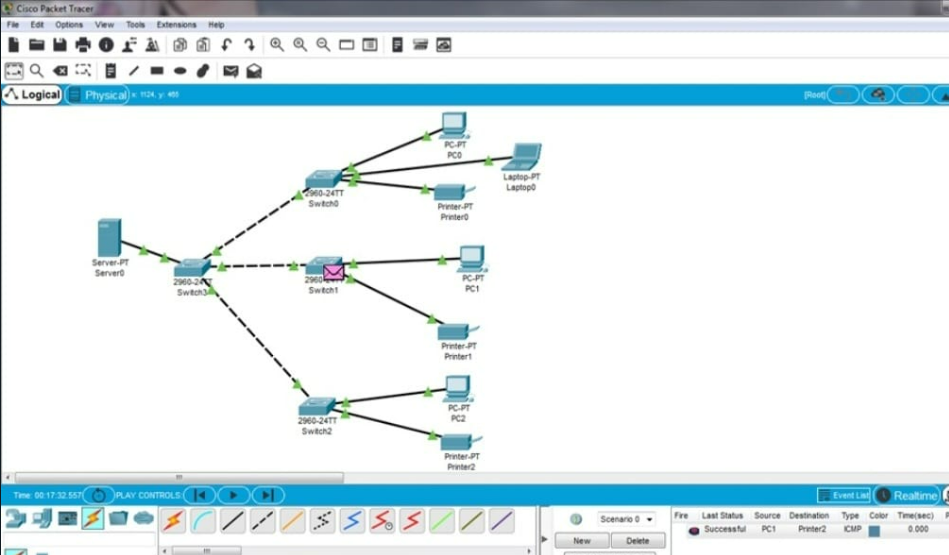 Cisco Packet Tracer
File Edit Options View Tools Extensions Help
Logical Physical x: 1124, y: 466 [Root]
PC-PT
PC0
Laptop-PT
Laptop0
2960-24TT
Switch0
Printer-PT
Printer0
Server-PT
Server0
2960-24TT
Switch3
2960-24TT
Switch1
PC-PT
PC1
Printer-PT
Printer1
2960-24TT
Switch2
PC-PT
PC2
Printer-PT
Printer2
Time: 00:17:32.557 PLAY CONTROLS: Event List Realtime
Scenario 0
New Delete
Fire Last Status Source Destination Type Color Time(sec)
Successful PC1 Printer2 ICMP 0.000